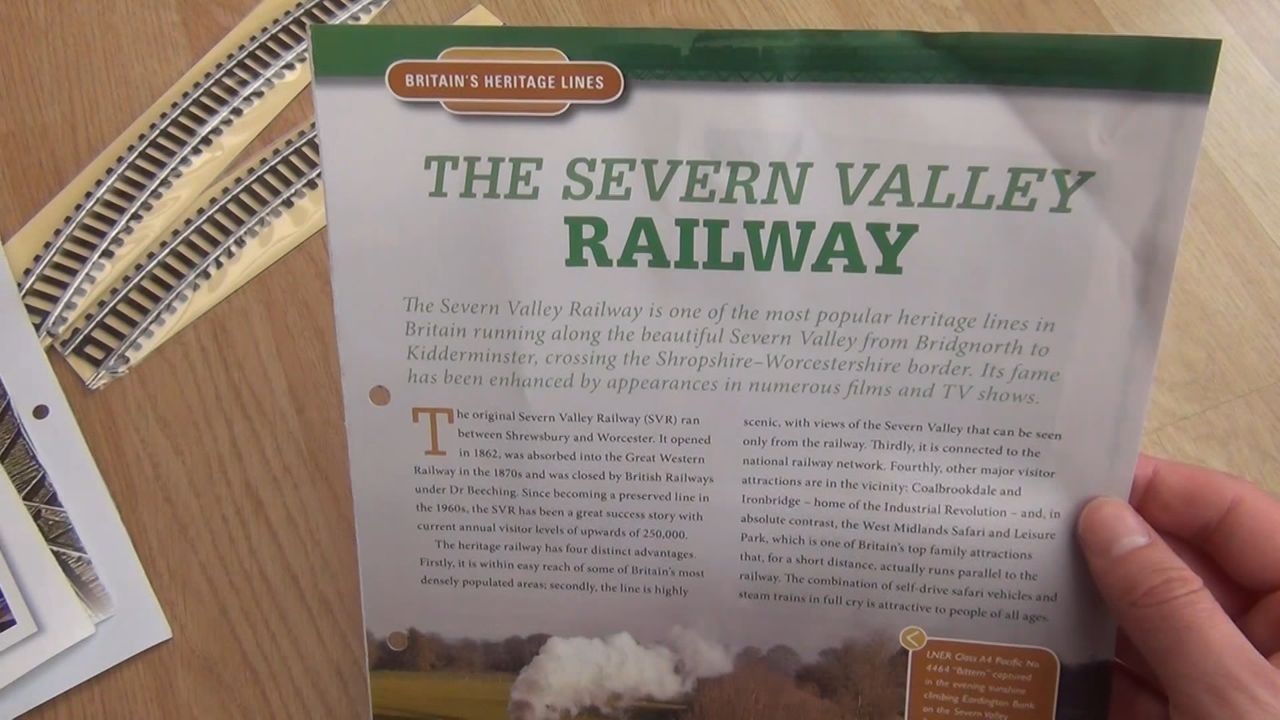 BRITAIN'S HERITAGE LINES
THE SEVERN VALLEY
RAILWAY
The Severn Valley Railway is one of the most popular heritage lines in
Britain running along the beautiful Severn Valley from Bridgnorth to
Kidderminster, crossing the Shropshire–Worcestershire border. Its fame
has been enhanced by appearances in numerous films and TV shows.
The original Severn Valley Railway (SVR) ran
between Shrewsbury and Worcester. It opened
in 1862, was absorbed into the Great Western
Railway in the 1870s and was closed by British Railways
under Dr Beeching. Since becoming a preserved line in
the 1960s, the SVR has been a great success story with
current annual visitor levels of upwards of 250,000.
The heritage railway has four distinct advantages.
Firstly, it is within easy reach of some of Britain's most
densely populated areas; secondly, the line is highly
scenic, with views of the Severn Valley that can be seen
only from the railway. Thirdly, it is connected to the
national railway network. Fourthly, other major visitor
attractions are in the vicinity: Coalbrookdale and
Ironbridge – home of the Industrial Revolution – and, in
absolute contrast, the West Midlands Safari and Leisure
Park, which is one of Britain's top family attractions
that, for a short distance, actually runs parallel to the
railway. The combination of self-drive safari vehicles and
steam trains in full cry is attractive to people of all ages.
LNER Class A4 Pacific No
4464 "Bittern" captured
in the evening sunshine
climbing Eardington Bank
on the Severn Valley